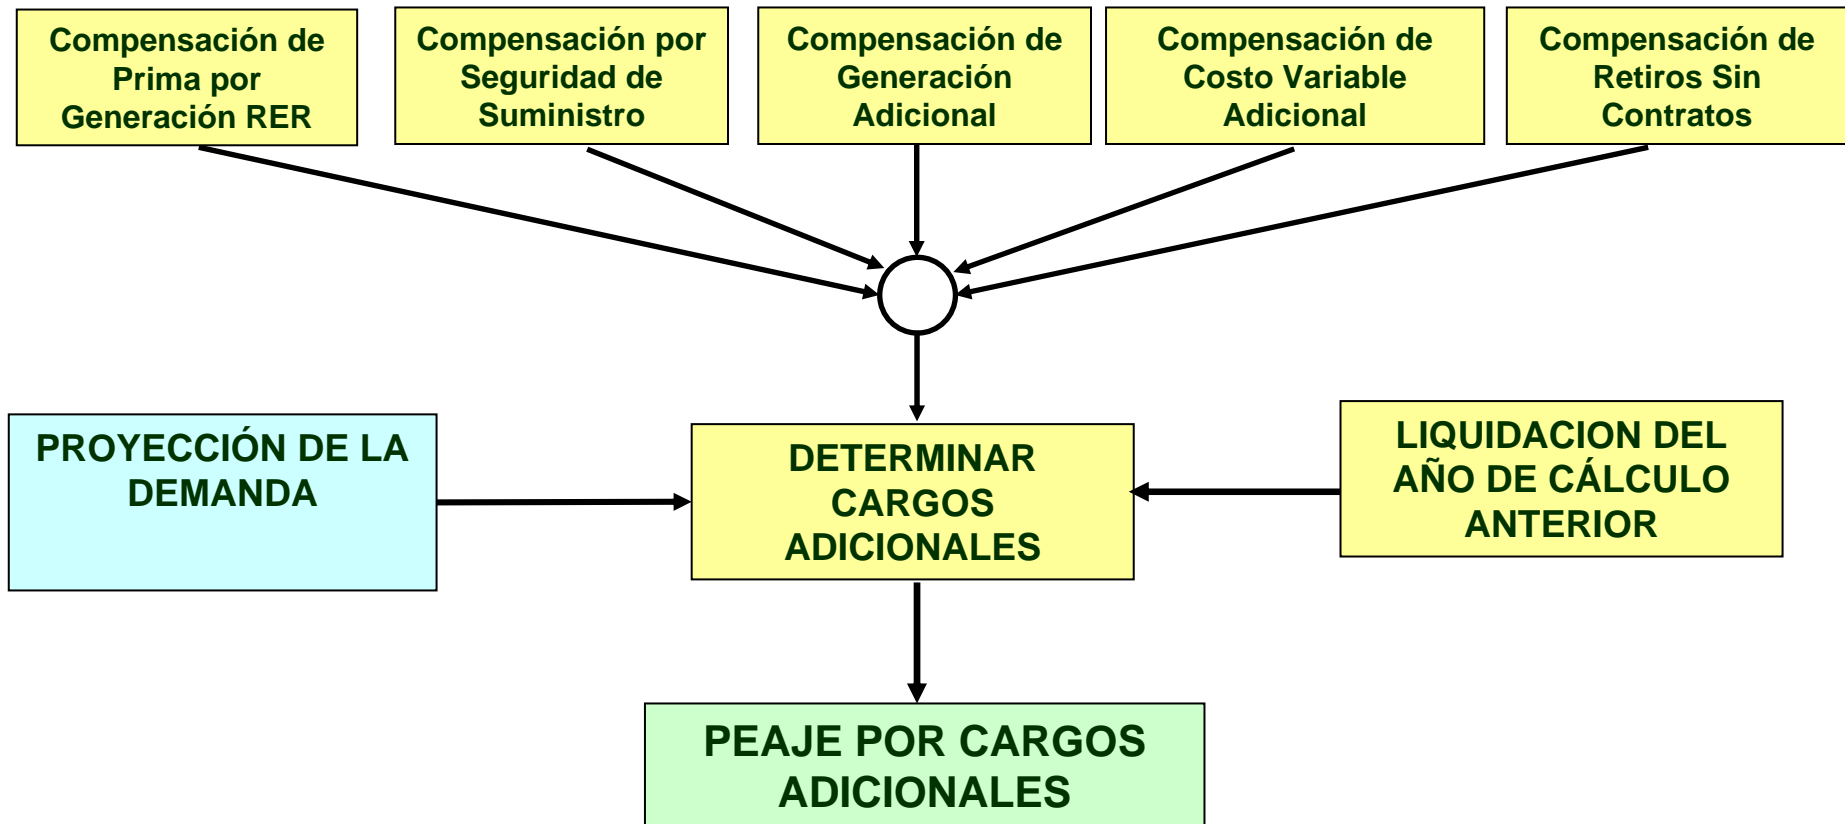 Compensación de
Prima por
Generación RER
Compensación por
Seguridad de
Suministro
Compensación de
Generación
Adicional
Compensación de
Costo Variable
Adicional
Compensación de
Retiros Sin
Contratos
PROYECCIÓN DE LA
DEMANDA
DETERMINAR
CARGOS
ADICIONALES
LIQUIDACION DEL
AÑO DE CÁLCULO
ANTERIOR
PEAJE POR CARGOS
ADICIONALES